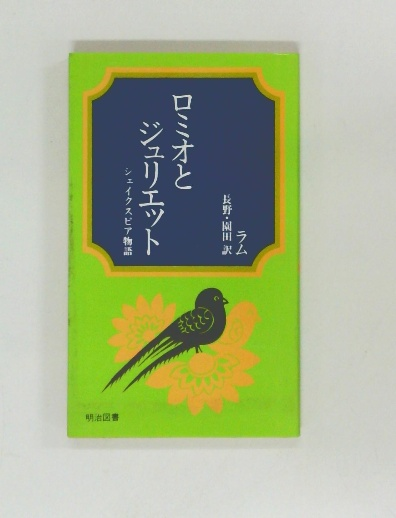 ラム
長野・園田 訳
ロミオと
ジュリエット
シェイクスピア物語
明治図書